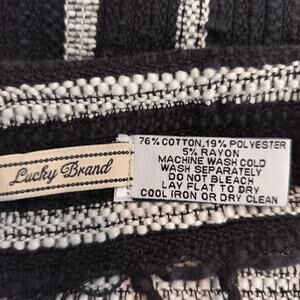 Lucky Brand
76% COTTON, 19% POLYESTER
5% RAYON
MACHINE WASH COLD
WASH SEPARATELY
DO NOT BLEACH
LAY FLAT TO DRY
COOL IRON OR DRY CLEAN